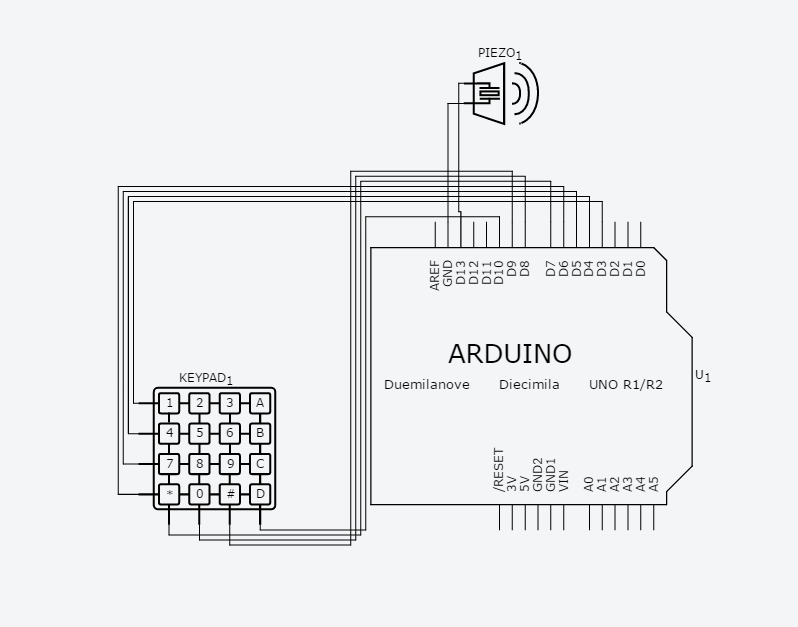 PIEZO1
AREF GND D13 D12 D11 D10 D9 D8 D7 D6 D5 D4 D3 D2 D1 D0
ARDUINO
Duemilanove Diecimila UNO R1/R2
U1
KEYPAD1
1 2 3 A
4 5 6 B
7 8 9 C
* 0 # D
/RESET 3V 5V GND2 GND1 VIN A0 A1 A2 A3 A4 A5